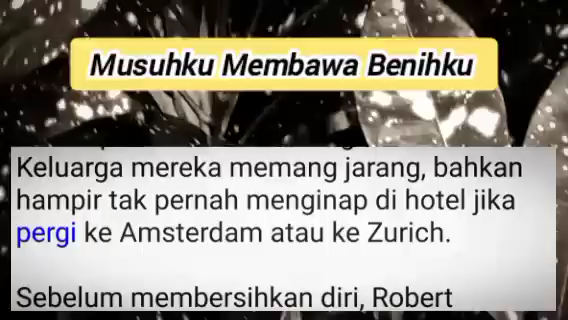 Musuhku Membawa Benihku
Keluarga mereka memang jarang, bahkan
hampir tak pernah menginap di hotel jika
pergi ke Amsterdam atau ke Zurich.
Sebelum membersihkan diri, Robert